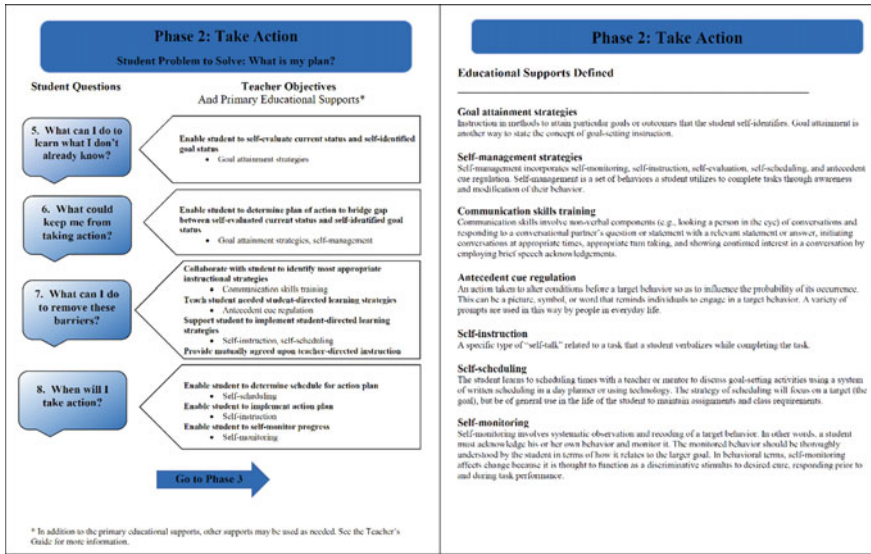 Phase 2: Take Action
Student Problem to Solve: What is my plan?
Student Questions
Teacher Objectives
And Primary Educational Supports*
5. What can I do to
learn what I don't
already know?
Enable student to self-evaluate current status and self-identified
goal status
• Goal attainment strategies
6. What could
keep me from
taking action?
Enable student to determine plan of action to bridge gap
between self-evaluated current status and self-identified goal
status
• Goal attainment strategies, self-management
7. What can I do
to remove these
barriers?
Collaborate with student to identify most appropriate
instructional strategies
• Communication skills training
Teach student needed student-directed learning strategies
• Antecedent cue regulation
Support student to implement student-directed learning
strategies
• Self-instruction, self-scheduling
Provide mutually agreed upon teacher-directed instruction
8. When will I
take action?
Enable student to determine schedule for action plan
• Self-scheduling
Enable student to implement action plan
• Self-instruction
Enable student to self-monitor progress
• Self-monitoring
Go to Phase 3
* In addition to the primary educational supports, other supports may be used as needed. See the Teacher's
Guide for more information.
Phase 2: Take Action
Educational Supports Defined
Goal attainment strategies
Instruction in methods to attain particular goals or outcomes that the student self-identifies. Goal attainment is
another way to state the concept of goal-setting instruction.
Self-management strategies
Self-management incorporates self-monitoring, self-instruction, self-evaluation, self-scheduling, and antecedent
cue regulation. Self-management is a set of behaviors a student utilizes to complete tasks through awareness
and modification of their behavior.
Communication skills training
Communication skills involve non-verbal components (e.g., looking a person in the eye) of conversations and
responding to a conversational partner's question or statement with a relevant statement or answer, initiating
conversations at appropriate times, appropriate turn taking, and showing continued interest in a conversation by
employing brief speech acknowledgements.
Antecedent cue regulation
An action taken to alter conditions before a target behavior so as to influence the probability of its occurrence.
This can be a picture, symbol, or word that reminds individuals to engage in a target behavior. A variety of
prompts are used in this way by people in everyday life.
Self-instruction
A specific type of "self-talk" related to a task that a student verbalizes while completing the task.
Self-scheduling
The student learns to scheduling times with a teacher or mentor to discuss goal-setting activities using a system
of written scheduling in a day planner or using technology. The strategy of scheduling will focus on a target (the
goal), but be of general use in the life of the student to maintain assignments and class requirements.
Self-monitoring
Self-monitoring involves systematic observation and recoding of a target behavior. In other words, a student
must acknowledge his or her own behavior and monitor it. The monitored behavior should be thoroughly
understood by the student in terms of how it relates to the larger goal. In behavioral terms, self-monitoring
affects change because it is thought to function as a discriminative stimulus to desired cure, responding prior to
and during task performance.